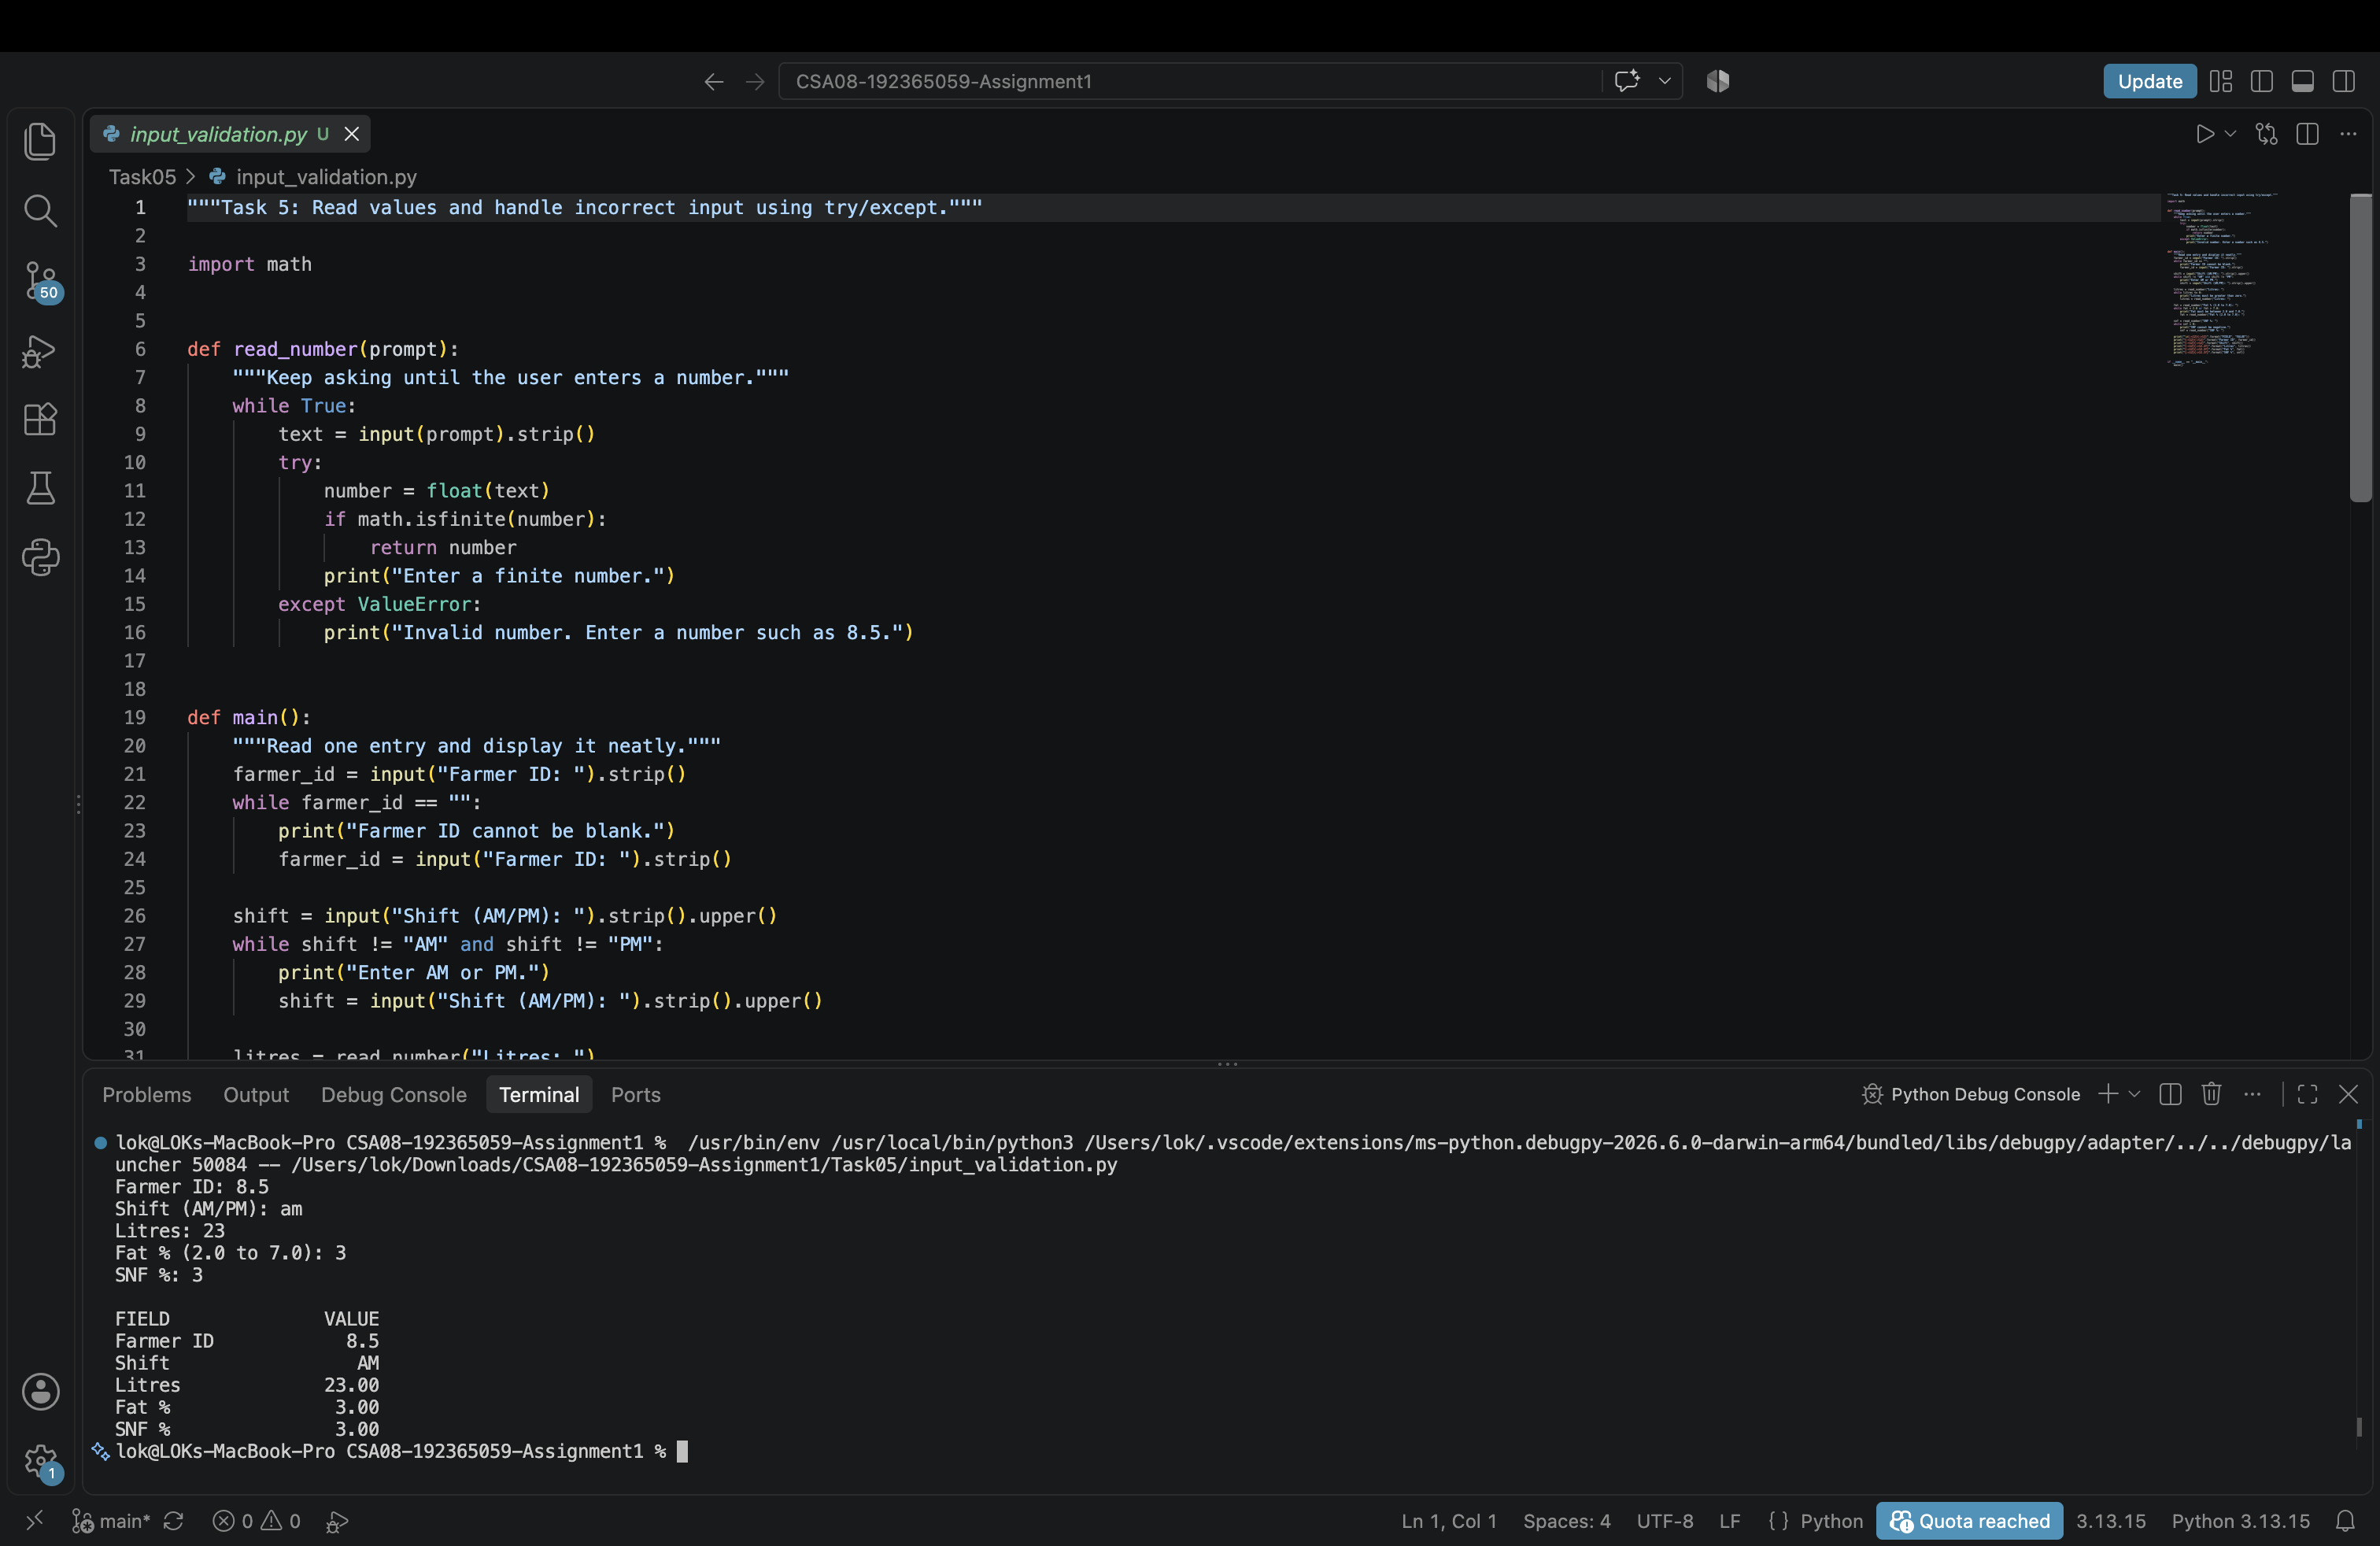 CSA08-192365059-Assignment1
Update
input_validation.py U
Task05 > input_validation.py
50
1 """Task 5: Read values and handle incorrect input using try/except."""
2
3 import math
4
5
6 def read_number(prompt):
7     """Keep asking until the user enters a number."""
8     while True:
9         text = input(prompt).strip()
10         try:
11             number = float(text)
12             if math.isfinite(number):
13                 return number
14             print("Enter a finite number.")
15         except ValueError:
16             print("Invalid number. Enter a number such as 8.5.")
17
18
19 def main():
20     """Read one entry and display it neatly."""
21     farmer_id = input("Farmer ID: ").strip()
22     while farmer_id == "":
23         print("Farmer ID cannot be blank.")
24         farmer_id = input("Farmer ID: ").strip()
25
26     shift = input("Shift (AM/PM): ").strip().upper()
27     while shift != "AM" and shift != "PM":
28         print("Enter AM or PM.")
29         shift = input("Shift (AM/PM): ").strip().upper()
30
31     litres = read_number("Litres: ")
Problems Output Debug Console Terminal Ports
Python Debug Console
lok@LOKs-MacBook-Pro CSA08-192365059-Assignment1 %  /usr/bin/env /usr/local/bin/python3 /Users/lok/.vscode/extensions/ms-python.debugpy-2026.6.0-darwin-arm64/bundled/libs/debugpy/adapter/../../debugpy/la
uncher 50084 -- /Users/lok/Downloads/CSA08-192365059-Assignment1/Task05/input_validation.py
Farmer ID: 8.5
Shift (AM/PM): am
Litres: 23
Fat % (2.0 to 7.0): 3
SNF %: 3
FIELD              VALUE
Farmer ID            8.5
Shift                 AM
Litres             23.00
Fat %               3.00
SNF %               3.00
lok@LOKs-MacBook-Pro CSA08-192365059-Assignment1 %
1
main* 0 0 Ln 1, Col 1 Spaces: 4 UTF-8 LF {} Python Quota reached 3.13.15 Python 3.13.15